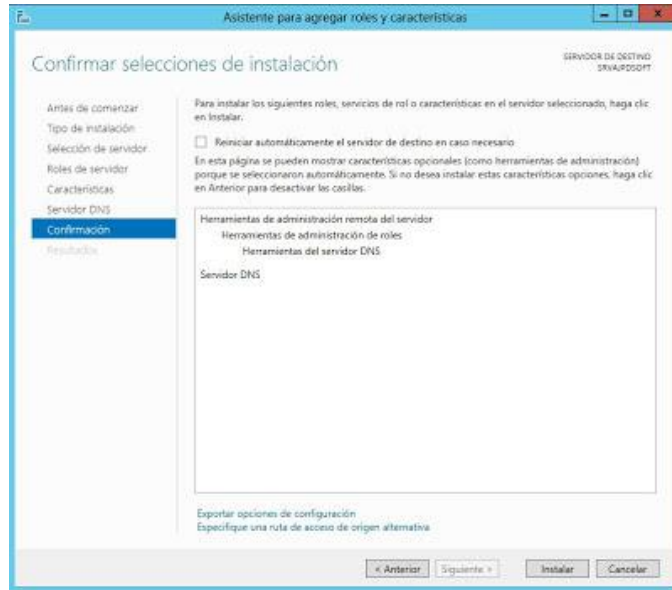 Asistente para agregar roles y características
Confirmar selecciones de instalación
SERVIDOR DE DESTINO
SRVAJPDSOFT
Antes de comenzar
Tipo de instalación
Selección de servidor
Roles de servidor
Características
Servidor DNS
Confirmación
Resultados
Para instalar los siguientes roles, servicios de rol o características en el servidor seleccionado, haga clic
en Instalar.
Reiniciar automáticamente el servidor de destino en caso necesario
En esta página se pueden mostrar características opcionales (como herramientas de administración)
porque se seleccionaron automáticamente. Si no desea instalar estas características opciones, haga clic
en Anterior para desactivar las casillas.
Herramientas de administración remota del servidor
Herramientas de administración de roles
Herramientas del servidor DNS
Servidor DNS
Exportar opciones de configuración
Especifique una ruta de acceso de origen alternativa
< Anterior
Siguiente >
Instalar
Cancelar